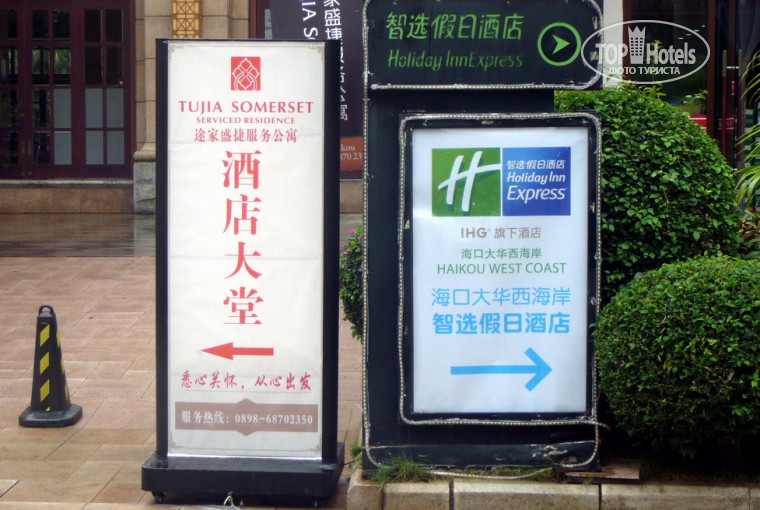 TUJIA SOMERSET
SERVICED RESIDENCE
途家盛捷服务公寓
酒店大堂
悉心关怀，从心出发
服务热线：0898-68702350
智选假日酒店
Holiday Inn Express
智选假日酒店
Holiday Inn
Express
IHG® 旗下酒店
海口大华西海岸
HAIKOU WEST COAST
海口大华西海岸
智选假日酒店
TopHotels
ФОТО ТУРИСТА